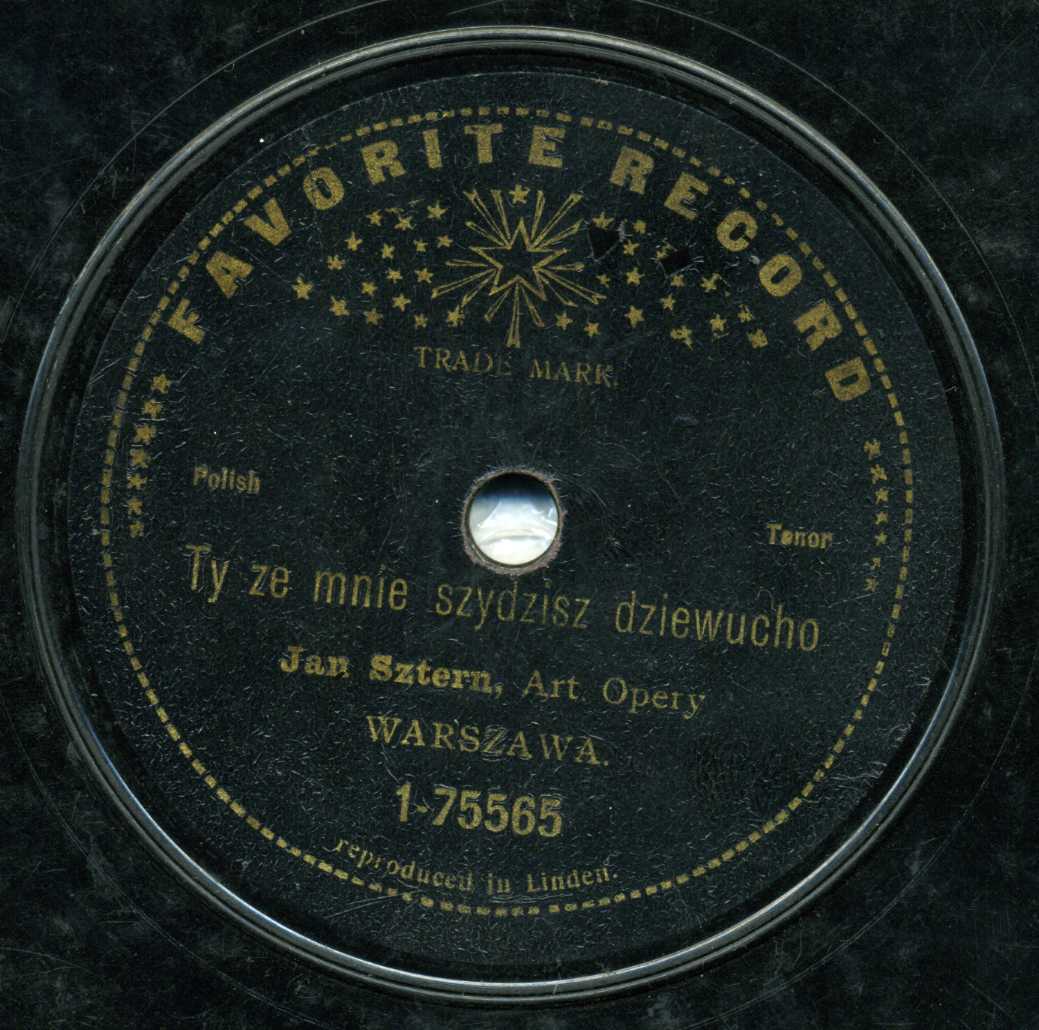 FAVORITE RECORD
TRADE MARK.
Polish
Tenor
Ty ze mnie szydzisz dziewucho
Jan Sztern, Art. Opery
WARSZAWA.
1-75565
reproduced in Linden.